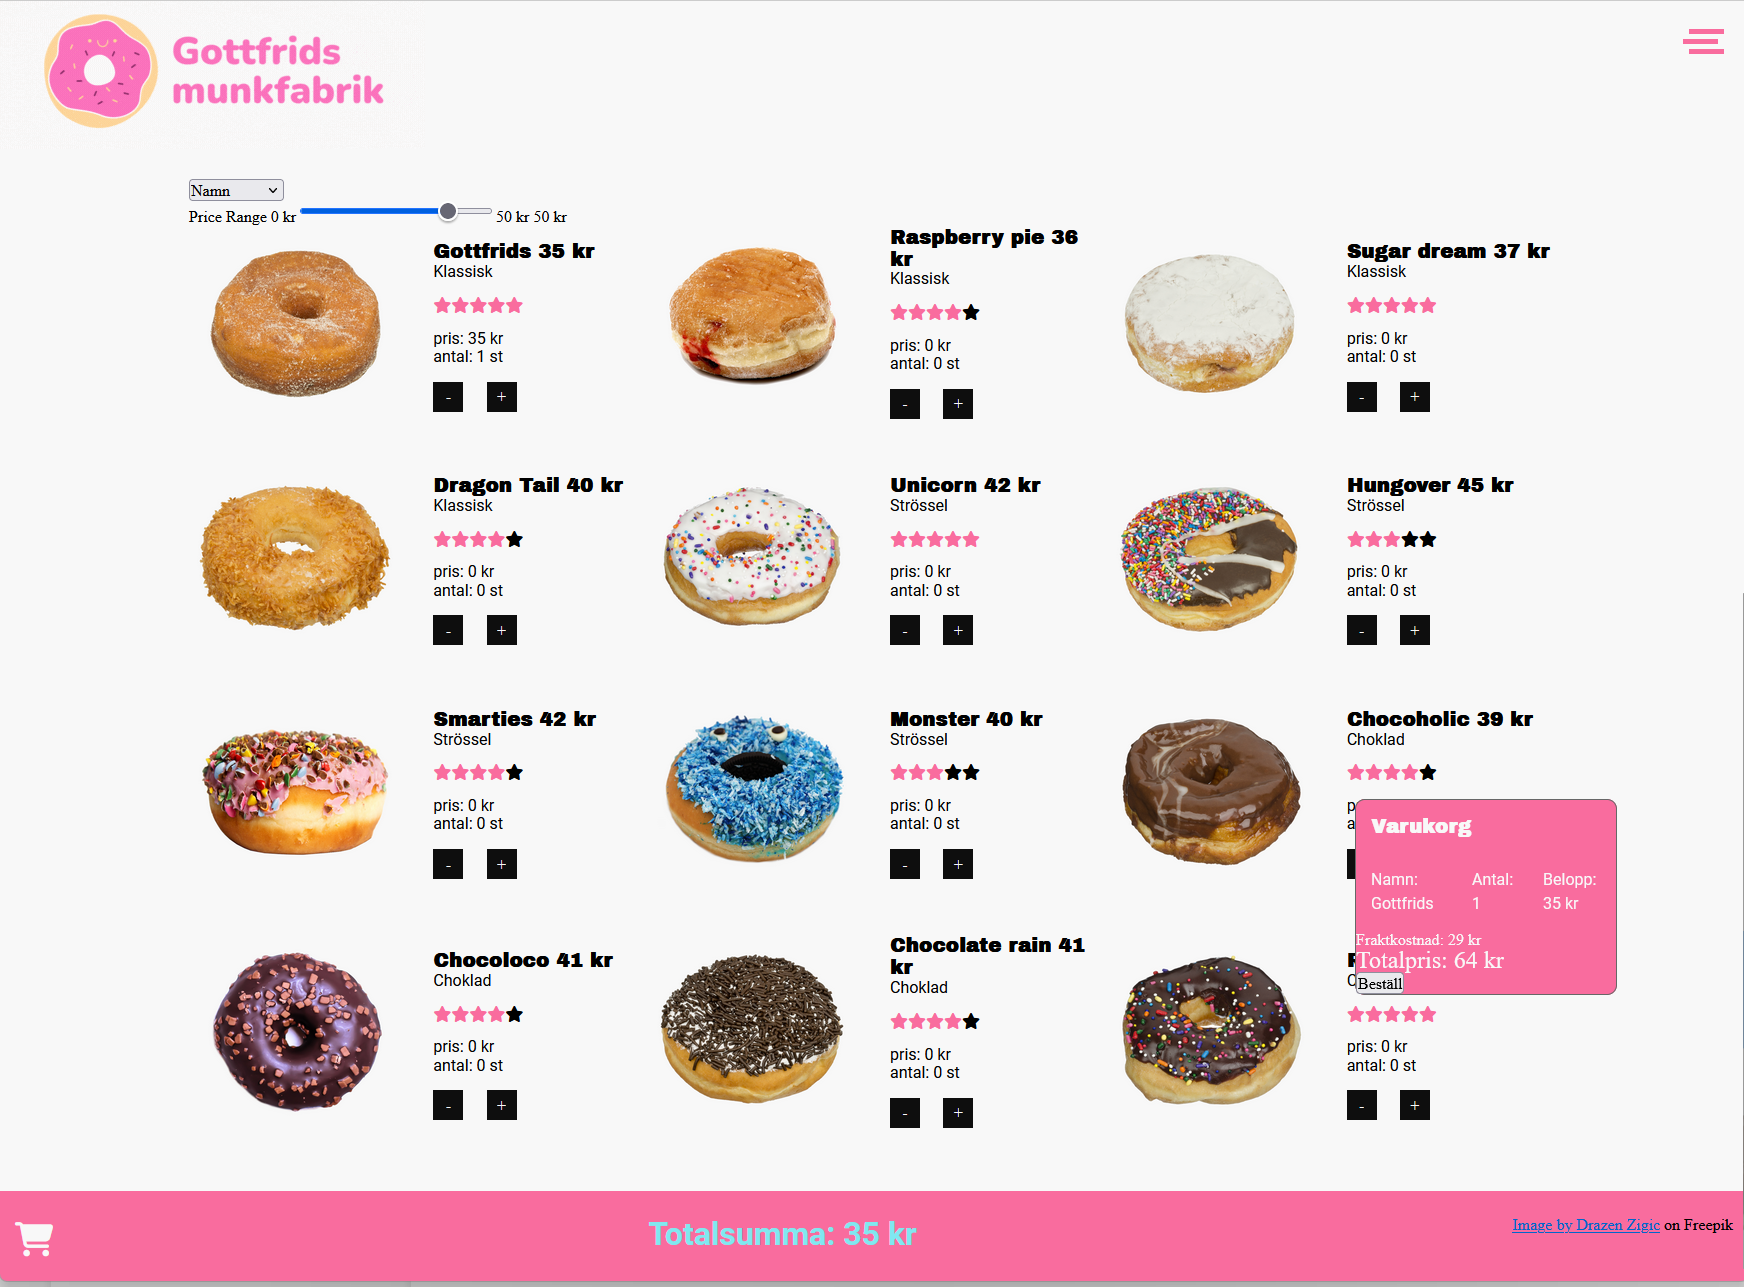 Gottfrids
munkfabrik
Namn
Price Range 0 kr 50 kr 50 kr
Gottfrids 35 kr
Klassisk
pris: 35 kr
antal: 1 st
- +
Raspberry pie 36
kr
Klassisk
pris: 0 kr
antal: 0 st
- +
Sugar dream 37 kr
Klassisk
pris: 0 kr
antal: 0 st
- +
Dragon Tail 40 kr
Klassisk
pris: 0 kr
antal: 0 st
- +
Unicorn 42 kr
Strössel
pris: 0 kr
antal: 0 st
- +
Hungover 45 kr
Strössel
pris: 0 kr
antal: 0 st
- +
Smarties 42 kr
Strössel
pris: 0 kr
antal: 0 st
- +
Monster 40 kr
Strössel
pris: 0 kr
antal: 0 st
- +
Chocoholic 39 kr
Choklad
Varukorg
Namn: Antal: Belopp:
Gottfrids 1 35 kr
Fraktkostnad: 29 kr
Totalpris: 64 kr
Beställ
Chocoloco 41 kr
Choklad
pris: 0 kr
antal: 0 st
- +
Chocolate rain 41
kr
Choklad
pris: 0 kr
antal: 0 st
- +
pris: 0 kr
antal: 0 st
- +
Totalsumma: 35 kr
Image by Drazen Zigic on Freepik